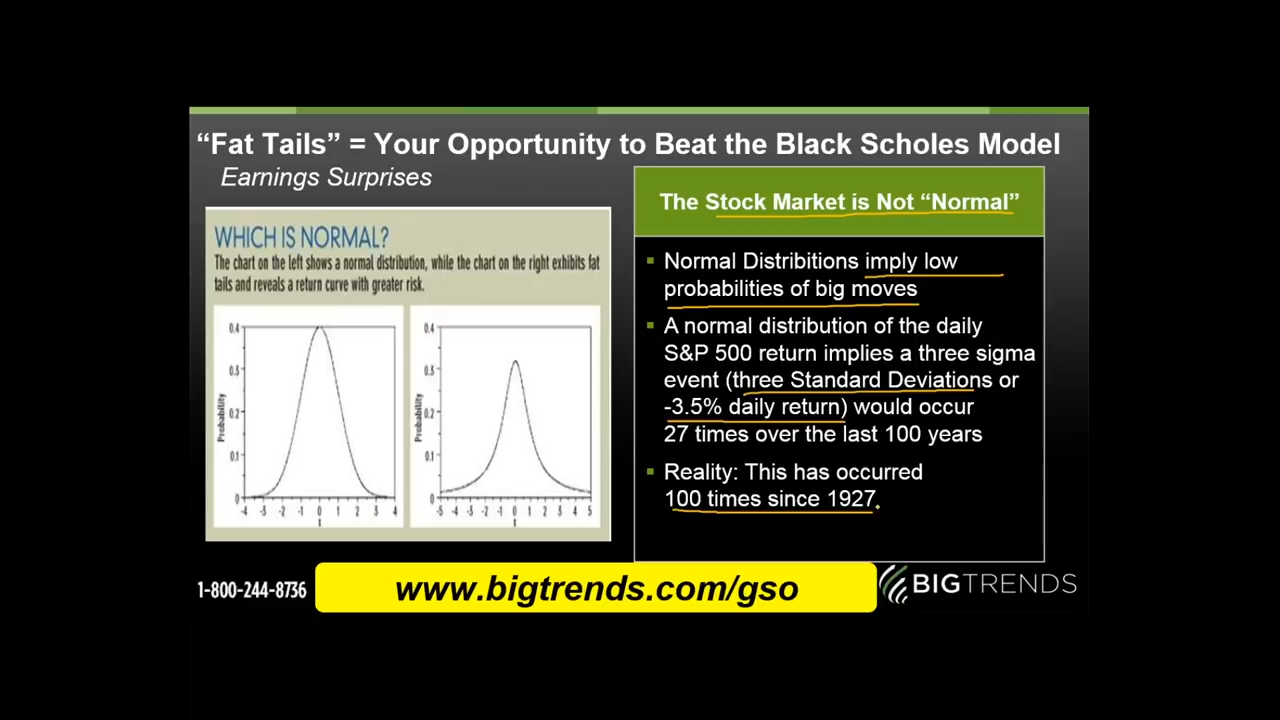 “Fat Tails” = Your Opportunity to Beat the Black Scholes Model
Earnings Surprises
WHICH IS NORMAL?
The chart on the left shows a normal distribution, while the chart on the right exhibits fat
tails and reveals a return curve with greater risk.
0.4
0.3
0.2
0.1
0
Probability
-4 -3 -2 -1 0 1 2 3 4
0.4
0.3
0.2
0.1
0
Probability
-5 -4 -3 -2 -1 0 1 2 3 4 5
The Stock Market is Not “Normal”
▪ Normal Distribitions imply low
probabilities of big moves
▪ A normal distribution of the daily
S&P 500 return implies a three sigma
event (three Standard Deviations or
-3.5% daily return) would occur
27 times over the last 100 years
▪ Reality: This has occurred
100 times since 1927.
1-800-244-8736
www.bigtrends.com/gso
BIGTRENDS